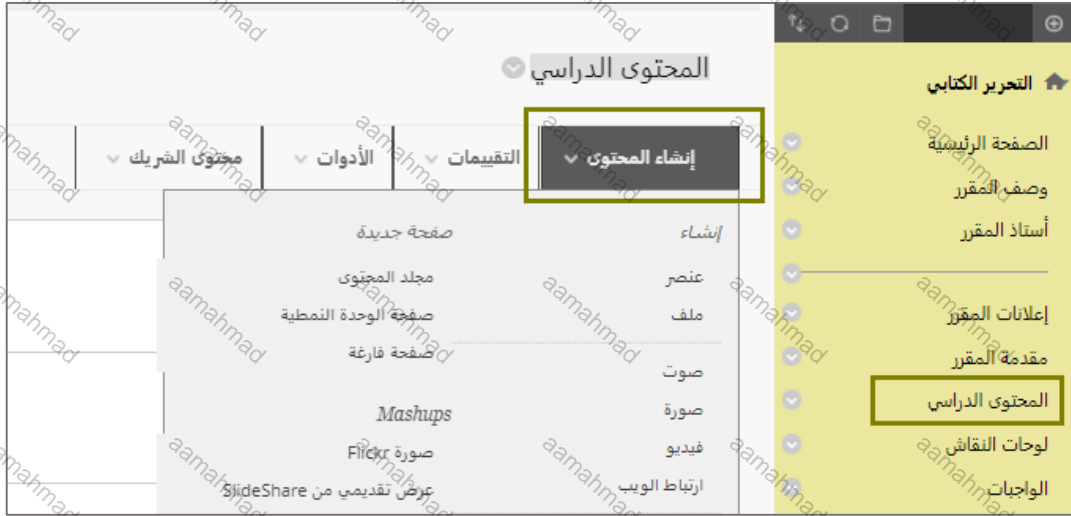 التحرير الكتابي
الصفحة الرئيسية
وصف المقرر
أستاذ المقرر
إعلانات المقرر
مقدمة المقرر
المحتوى الدراسي
لوحات النقاش
الواجبات
المحتوى الدراسي
إنشاء المحتوى التقييمات الأدوات محتوى الشريك
إنشاء
عنصر
ملف
صوت
صورة
فيديو
ارتباط الويب
صفحة جديدة
مجلد المحتوى
صفحة الوحدة النمطية
صفحة فارغة
Mashups
صورة Flickr
عرض تقديمي من SlideShare
aamahmad